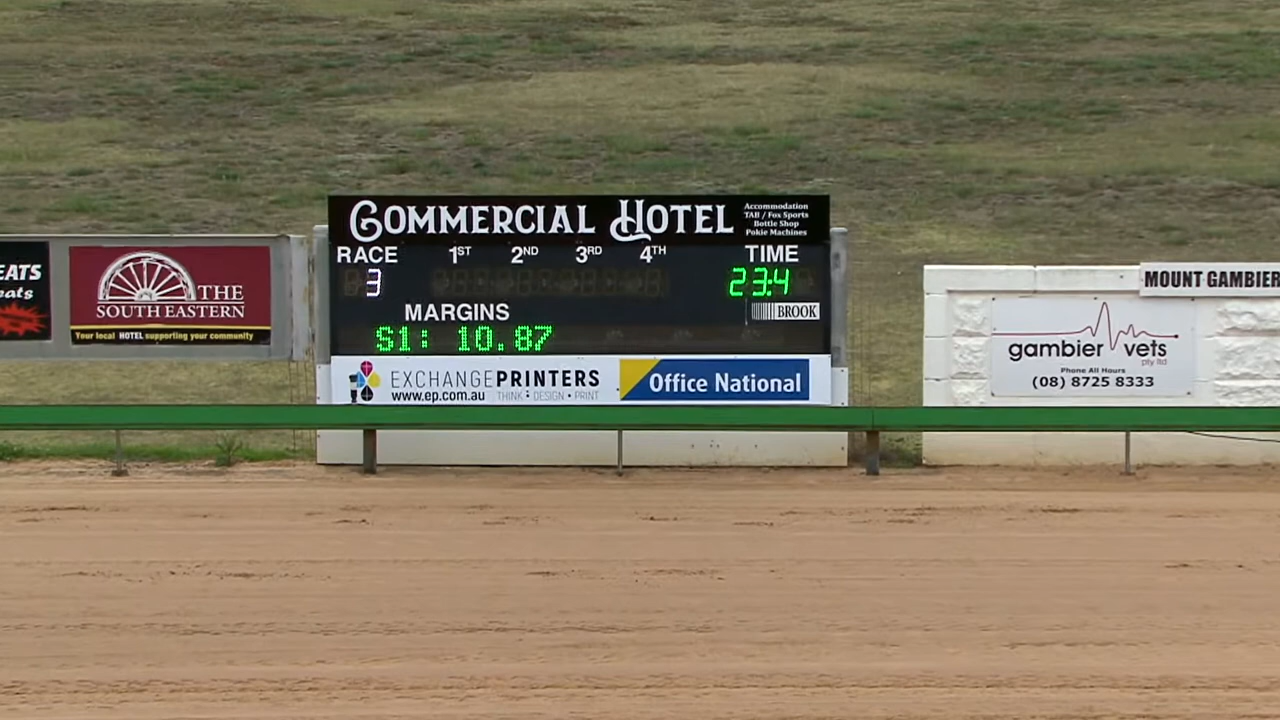 EATS
eats
THE
SOUTH EASTERN
Your local HOTEL supporting your community
COMMERCIAL HOTEL
Accommodation
TAB / Fox Sports
Bottle Shop
Pokie Machines
RACE 1ST 2ND 3RD 4TH TIME
3 23.4
MARGINS BROOK
S1: 10.87
EXCHANGEPRINTERS
www.ep.com.au THINK : DESIGN • PRINT
Office National
MOUNT GAMBIER
gambier vets
pty ltd
Phone All Hours
(08) 8725 8333